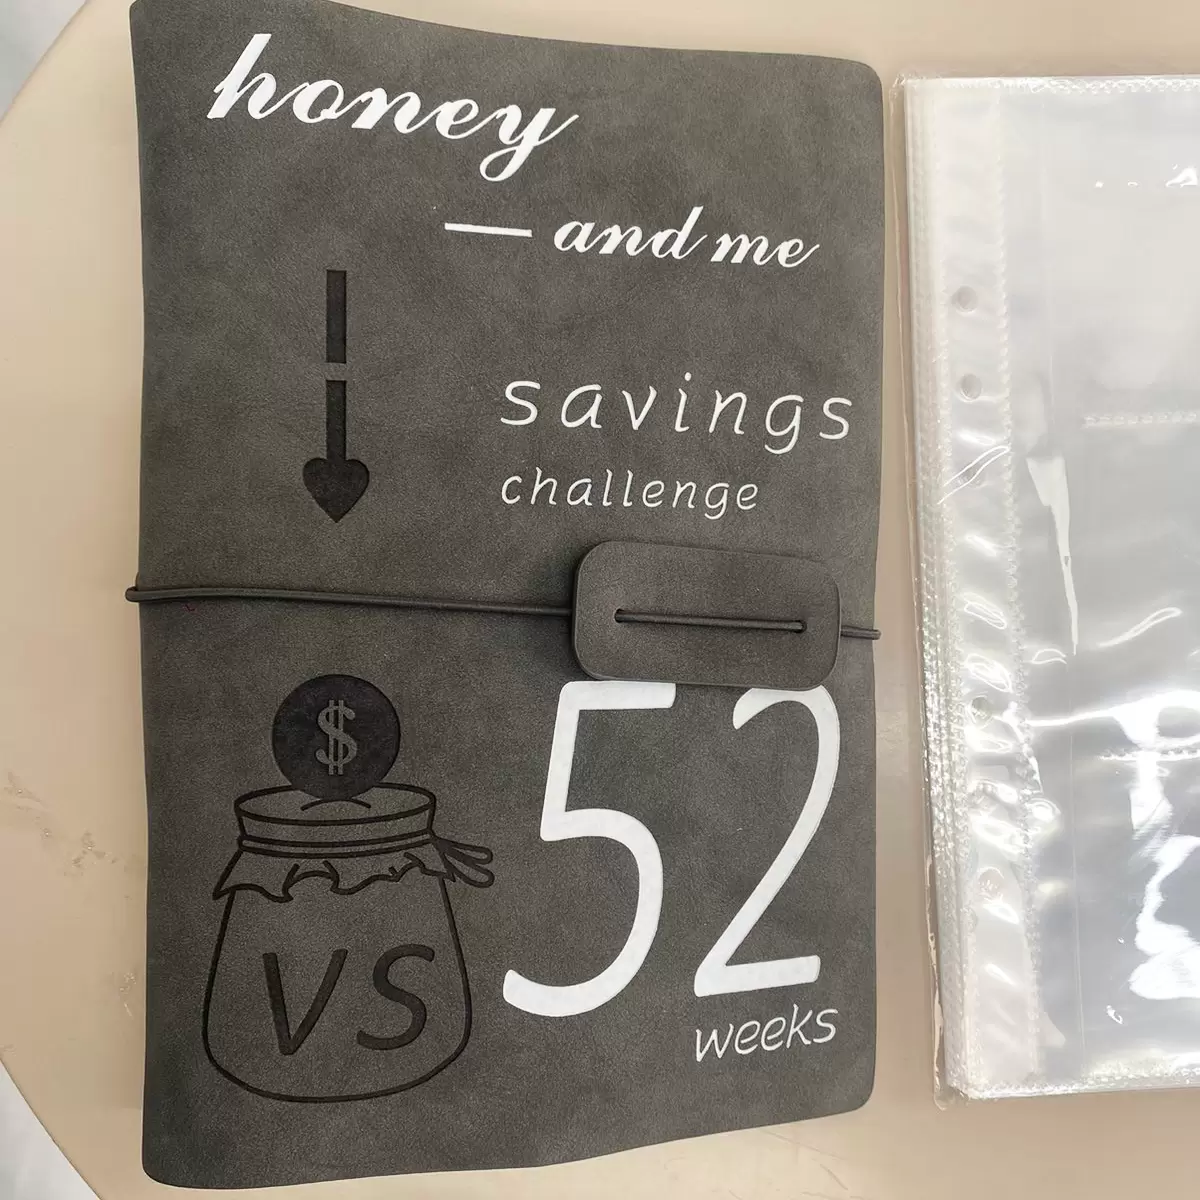 honey
— and me
savings
challenge
$
VS
52
weeks